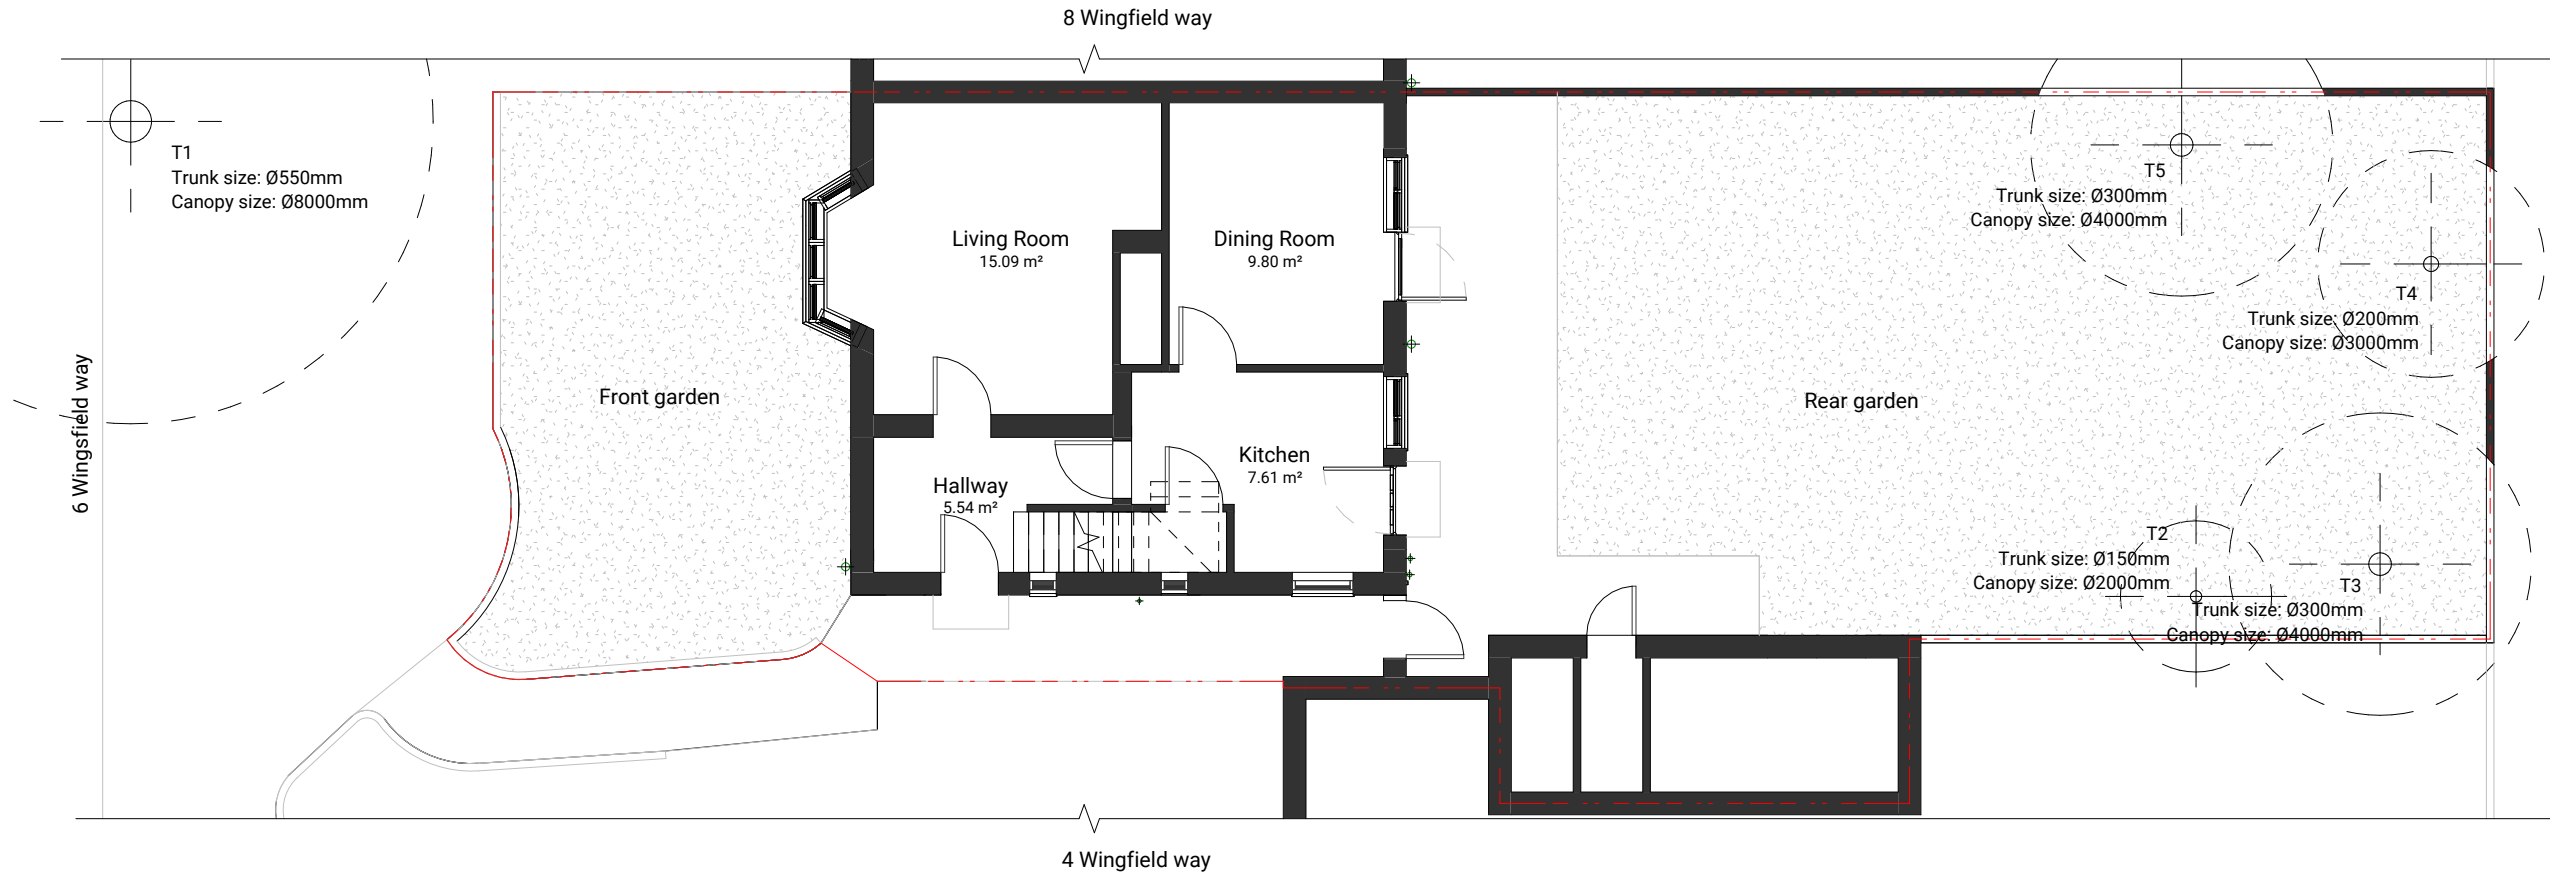 8 Wingfield way
T1
Trunk size: Ø550mm
Canopy size: Ø8000mm
6 Wingsfield way
Front garden
Living Room
15.09 m²
Dining Room
9.80 m²
Hallway
5.54 m²
Kitchen
7.61 m²
Rear garden
T5
Trunk size: Ø300mm
Canopy size: Ø4000mm
T4
Trunk size: Ø200mm
Canopy size: Ø3000mm
T2
Trunk size: Ø150mm
Canopy size: Ø2000mm
T3
Trunk size: Ø300mm
Canopy size: Ø4000mm
4 Wingfield way